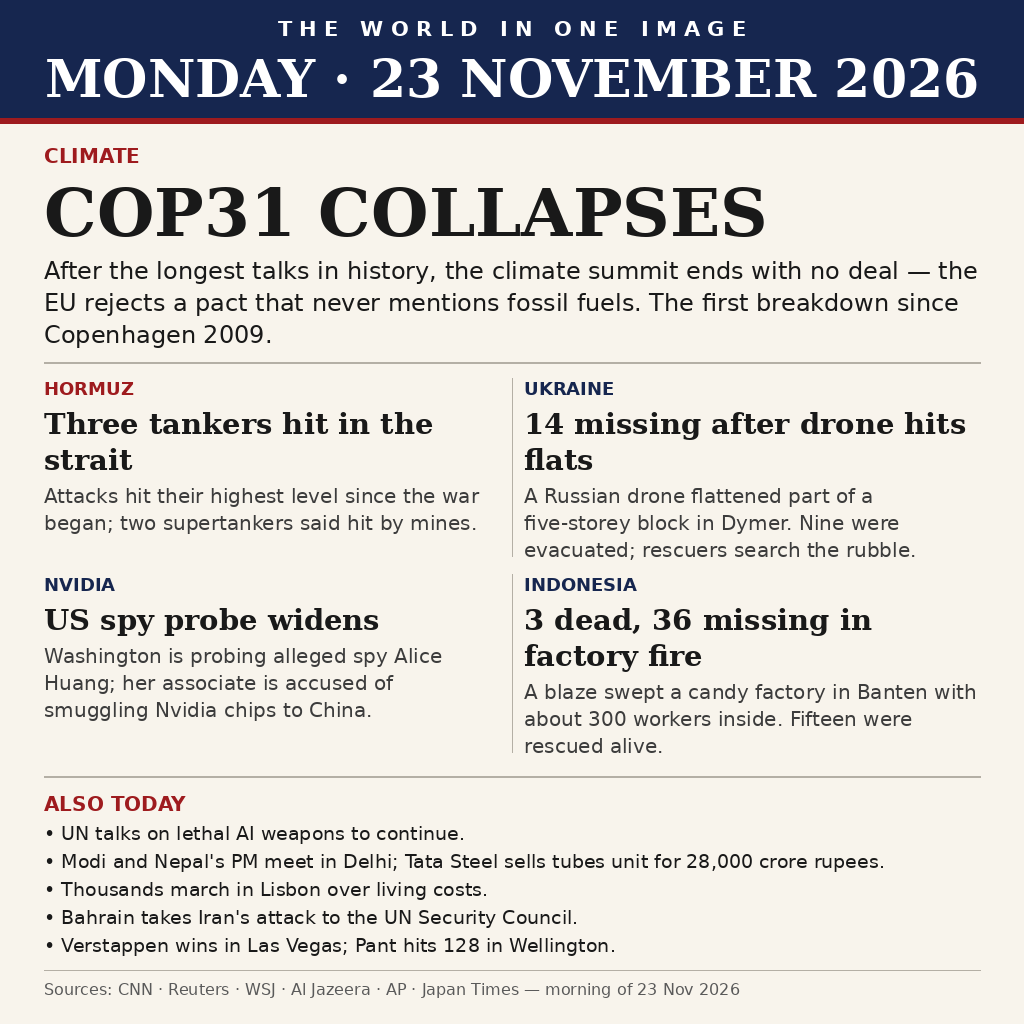 THE WORLD IN ONE IMAGE
MONDAY · 23 NOVEMBER 2026
CLIMATE
COP31 COLLAPSES
After the longest talks in history, the climate summit ends with no deal — the
EU rejects a pact that never mentions fossil fuels. The first breakdown since
Copenhagen 2009.
HORMUZ
Three tankers hit in the
strait
Attacks hit their highest level since the war
began; two supertankers said hit by mines.
UKRAINE
14 missing after drone hits
flats
A Russian drone flattened part of a
five-storey block in Dymer. Nine were
evacuated; rescuers search the rubble.
NVIDIA
US spy probe widens
Washington is probing alleged spy Alice
Huang; her associate is accused of
smuggling Nvidia chips to China.
INDONESIA
3 dead, 36 missing in
factory fire
A blaze swept a candy factory in Banten with
about 300 workers inside. Fifteen were
rescued alive.
ALSO TODAY
• UN talks on lethal AI weapons to continue.
• Modi and Nepal's PM meet in Delhi; Tata Steel sells tubes unit for 28,000 crore rupees.
• Thousands march in Lisbon over living costs.
• Bahrain takes Iran's attack to the UN Security Council.
• Verstappen wins in Las Vegas; Pant hits 128 in Wellington.
Sources: CNN · Reuters · WSJ · Al Jazeera · AP · Japan Times — morning of 23 Nov 2026